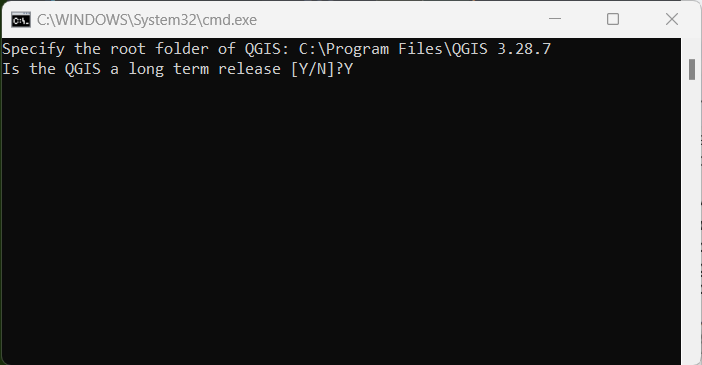 C:\WINDOWS\System32\cmd.exe
Specify the root folder of QGIS: C:\Program Files\QGIS 3.28.7
Is the QGIS a long term release [Y/N]?Y